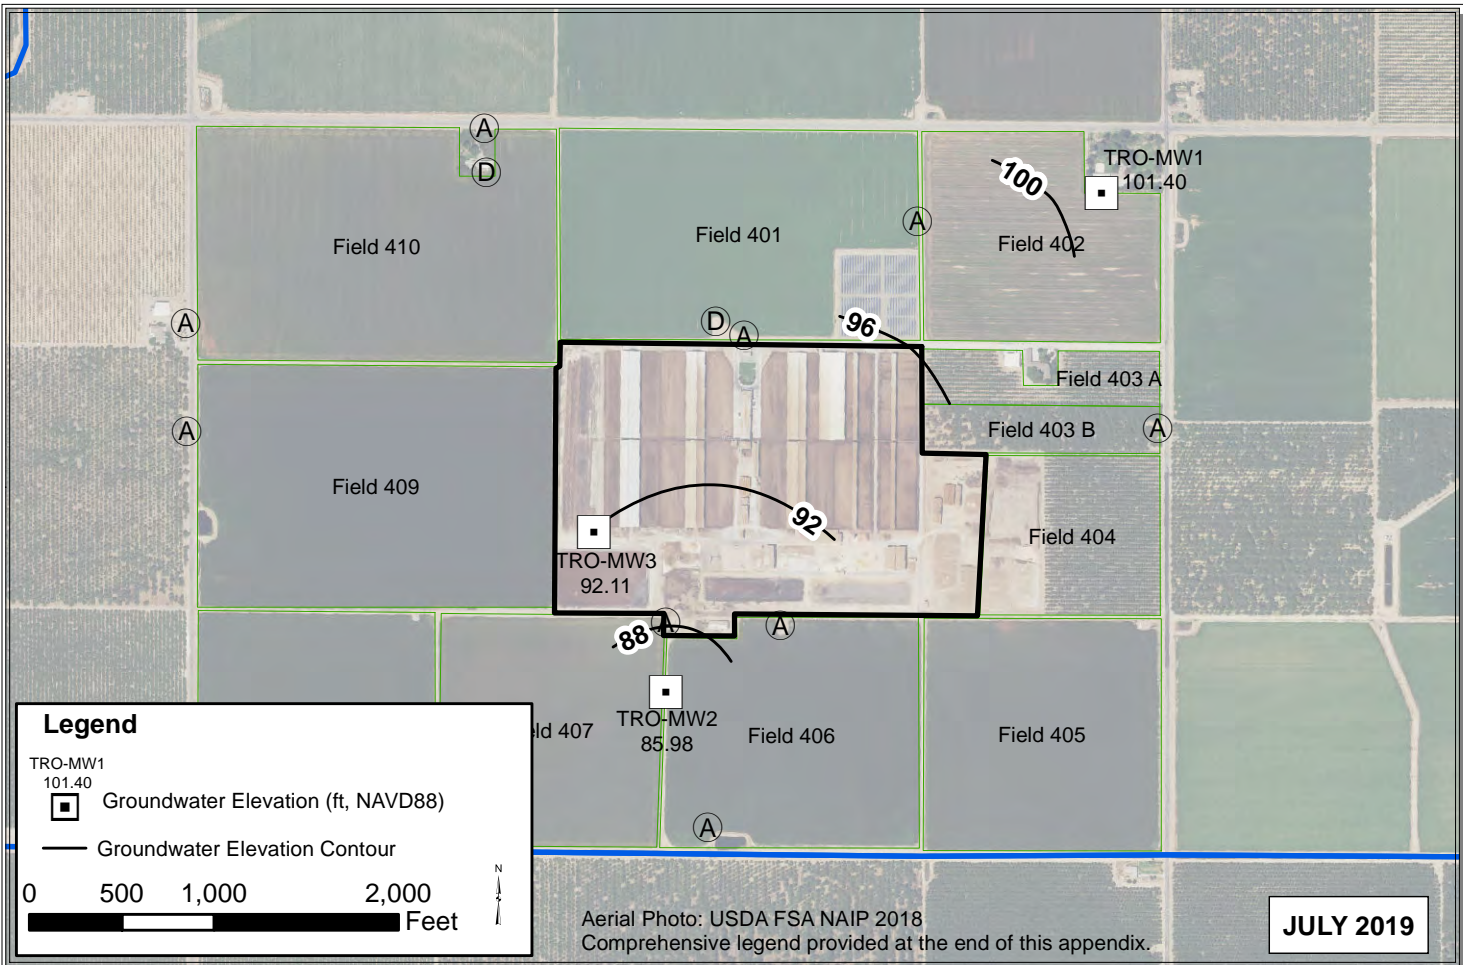 A
D
TRO-MW1
101.40
100
A
Field 401
Field 402
Field 410
A
D
A
96
Field 403 A
A
Field 403 B
A
Field 409
92
Field 404
TRO-MW3
92.11
A
A
88
TRO-MW2
85.98
ld 407
Field 406
Field 405
A
Legend
TRO-MW1
101.40
Groundwater Elevation (ft, NAVD88)
Groundwater Elevation Contour
N
0 500 1,000 2,000
Feet
Aerial Photo: USDA FSA NAIP 2018
Comprehensive legend provided at the end of this appendix.
JULY 2019